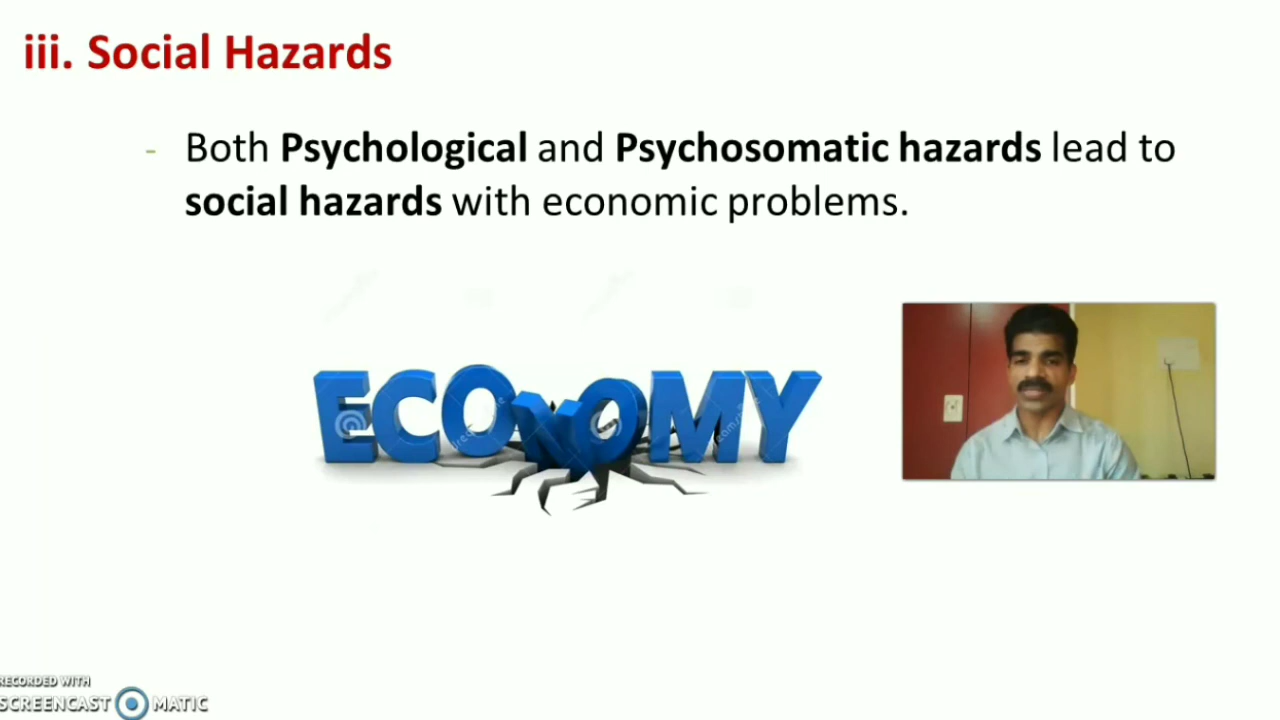 iii. Social Hazards
- Both Psychological and Psychosomatic hazards lead to
social hazards with economic problems.
ECONOMY
RECORDED WITH
SCREENCAST MATIC